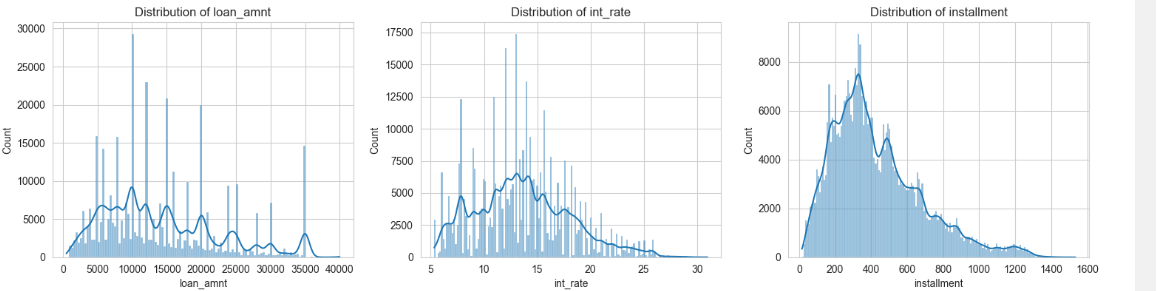 Distribution of loan_amnt
30000
25000
20000
15000
10000
5000
0
Count
0 5000 10000 15000 20000 25000 30000 35000 40000
loan_amnt
Distribution of int_rate
17500
15000
12500
10000
7500
5000
2500
0
Count
5 10 15 20 25 30
int_rate
Distribution of installment
8000
6000
4000
2000
0
Count
0 200 400 600 800 1000 1200 1400 1600
installment